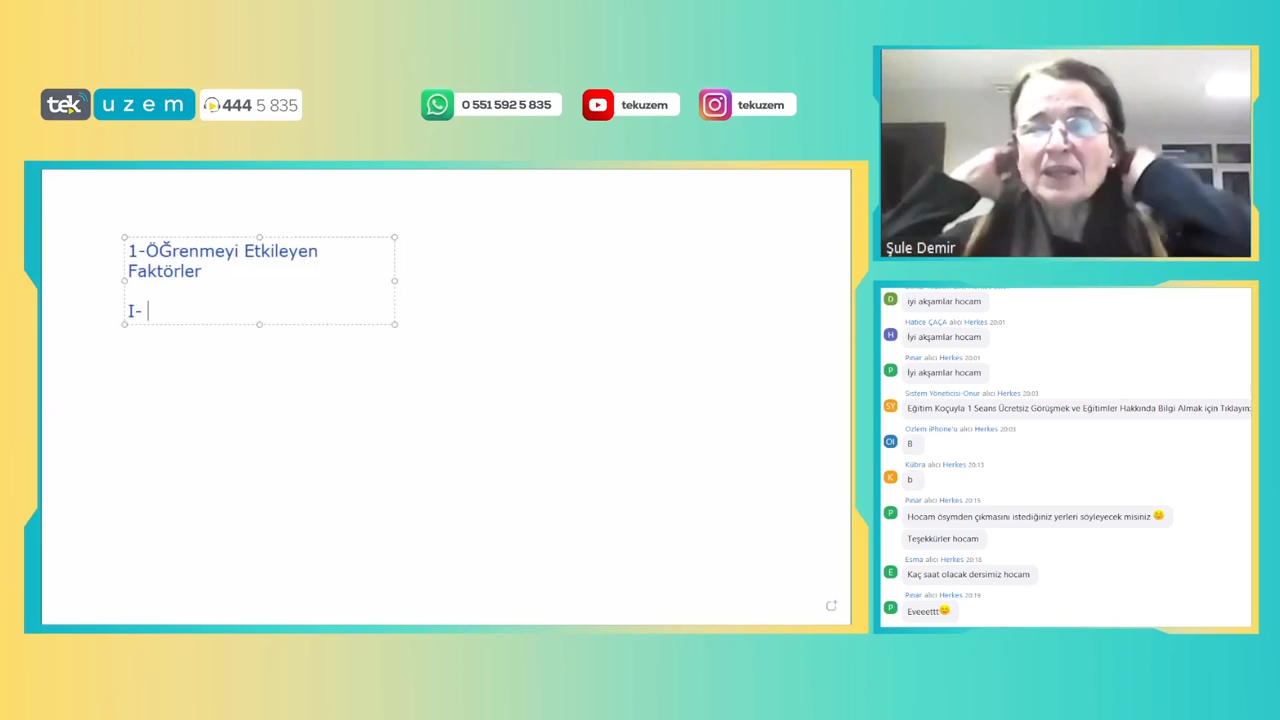 tek uzem 444 5 835
0 551 592 5 835
tekuzem
tekuzem
Şule Demir
1-ÖĞrenmeyi Etkileyen
Faktörler
I-
D
iyi akşamlar hocam
Hatice ÇAÇA alıcı Herkes 20:01
H
İyi akşamlar hocam
Pınar alıcı Herkes 20:01
P
İyi akşamlar hocam
Sistem Yöneticisi-Onur alıcı Herkes 20:03
SY
Eğitim Koçuyla 1 Seans Ücretsiz Görüşmek ve Eğitimler Hakkında Bilgi Almak için Tıklayın:
Özlem iPhone'u alıcı Herkes 20:03
Öİ
B
Kübra alıcı Herkes 20:13
K
b
Pınar alıcı Herkes 20:15
P
Hocam ösymden çıkmasını istediğiniz yerleri söyleyecek misiniz 😊
Teşekkürler hocam
Esma alıcı Herkes 20:18
E
Kaç saat olacak dersimiz hocam
Pınar alıcı Herkes 20:19
P
Eveeettt😊